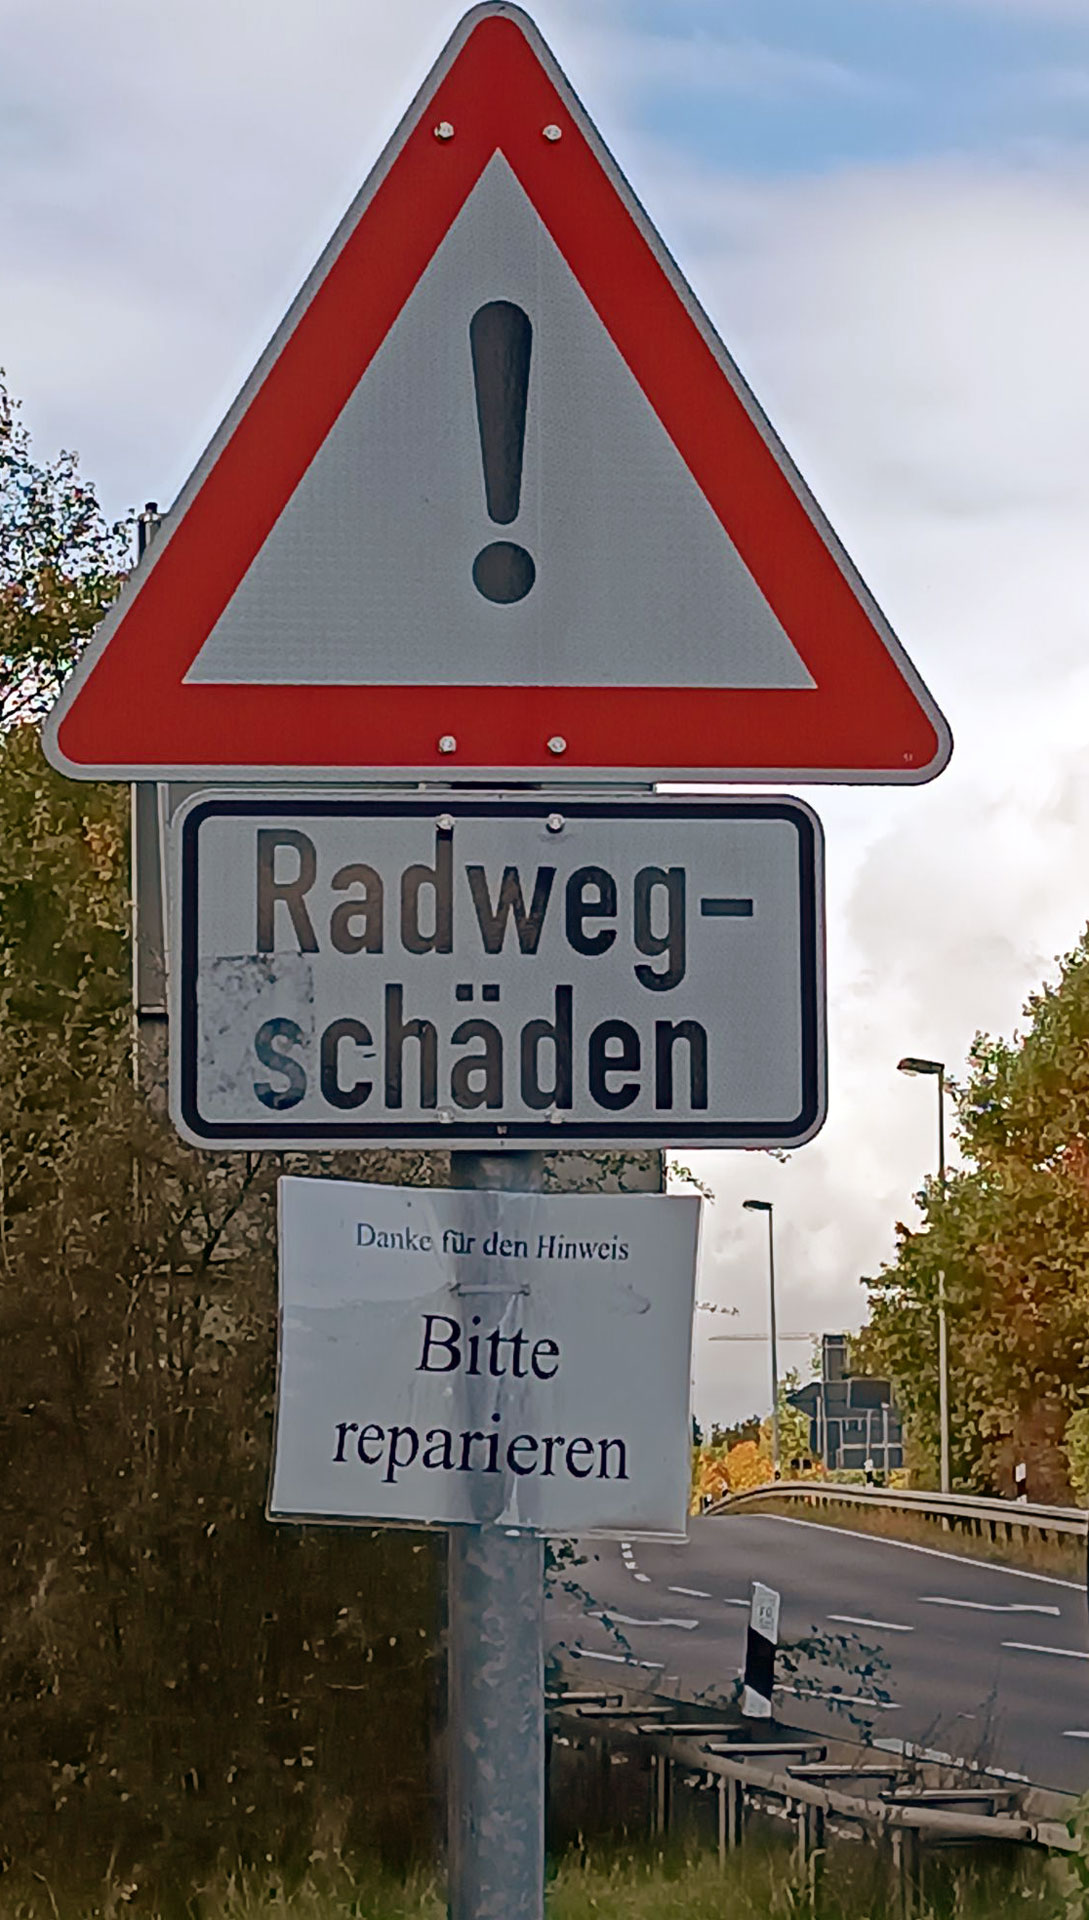 !
Radweg-
schäden
Danke für den Hinweis
Bitte
reparieren